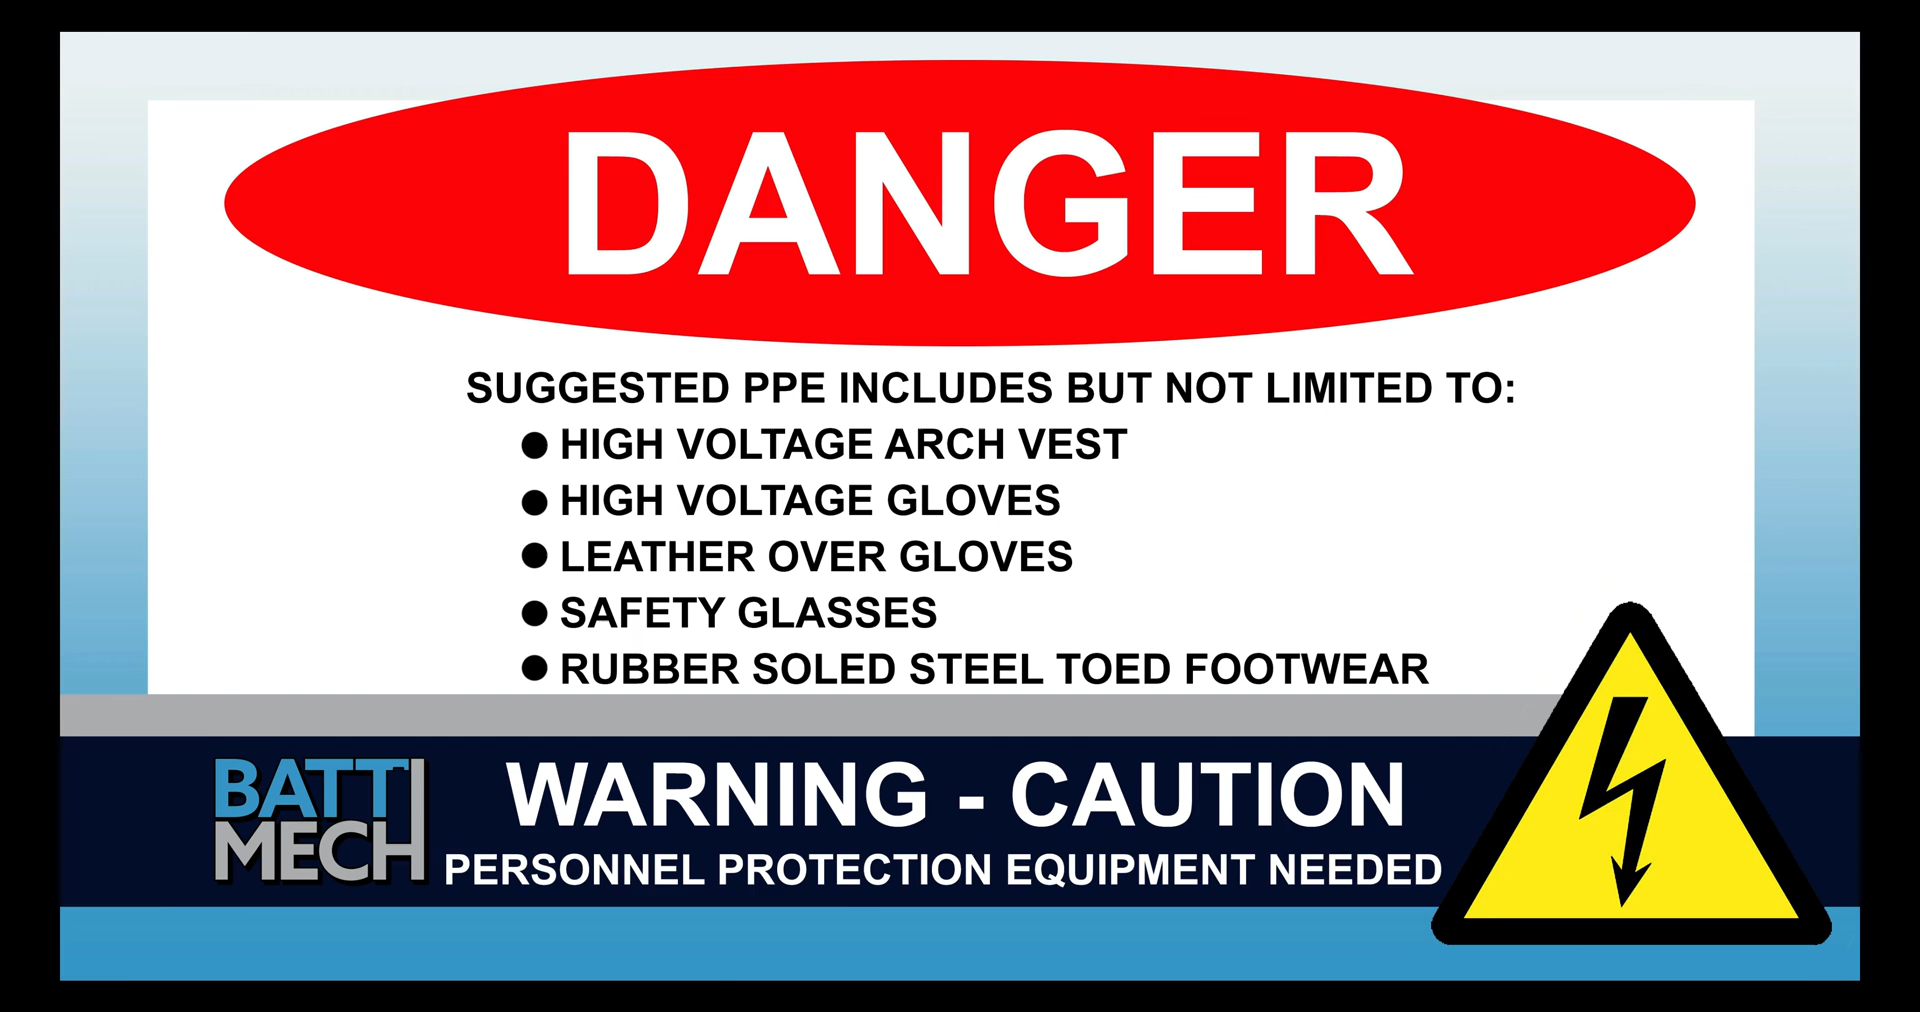 DANGER
SUGGESTED PPE INCLUDES BUT NOT LIMITED TO:
● HIGH VOLTAGE ARCH VEST
● HIGH VOLTAGE GLOVES
● LEATHER OVER GLOVES
● SAFETY GLASSES
● RUBBER SOLED STEEL TOED FOOTWEAR
BATTI
MECH
WARNING - CAUTION
PERSONNEL PROTECTION EQUIPMENT NEEDED